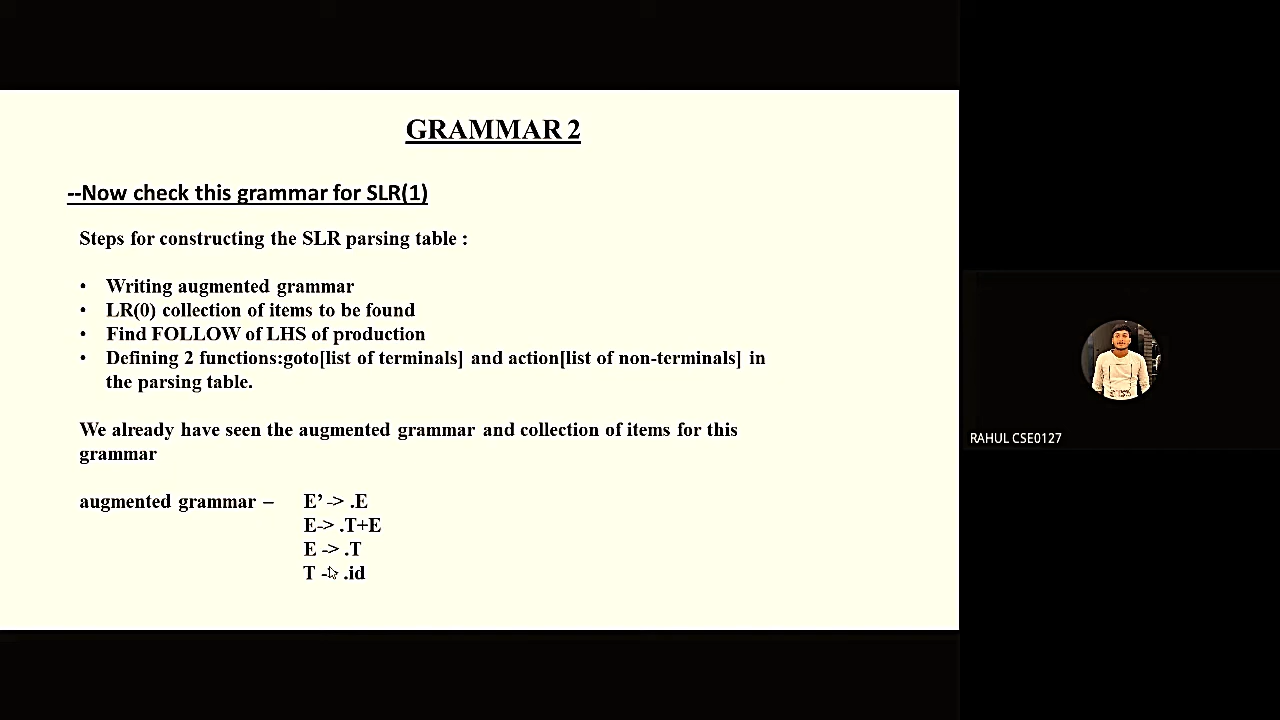 GRAMMAR 2
--Now check this grammar for SLR(1)
Steps for constructing the SLR parsing table :
• Writing augmented grammar
• LR(0) collection of items to be found
• Find FOLLOW of LHS of production
• Defining 2 functions:goto[list of terminals] and action[list of non-terminals] in
the parsing table.
We already have seen the augmented grammar and collection of items for this
grammar
augmented grammar – E’ -> .E
E-> .T+E
E -> .T
T -> .id
RAHUL CSE0127